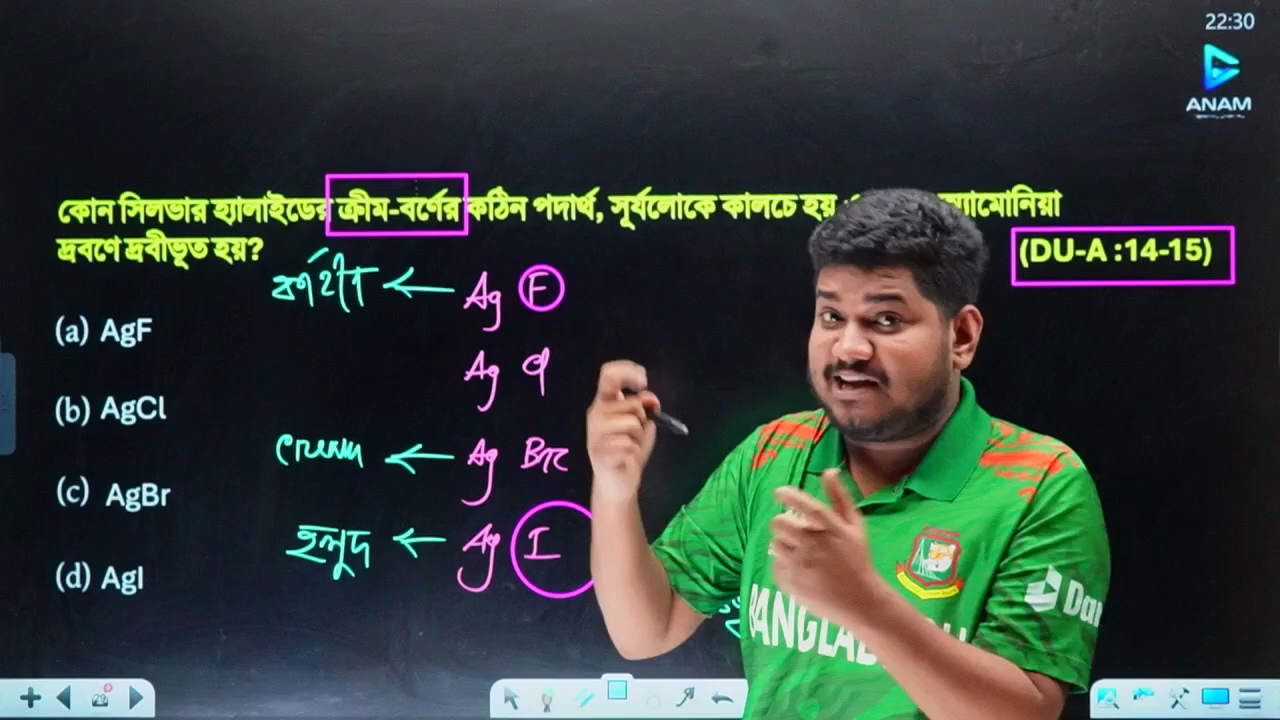 22:30
ANAM
কোন সিলভার হ্যালাইডের ক্রীম-বর্ণের কঠিন পদার্থ, সূর্যলোকে কালচে হয়
দ্রবণে দ্রবীভূত হয়?
(DU-A :14-15)
বর্ণহীন ← Ag F
(a) AgF
Ag Cl
(b) AgCl
cream ← Ag Br
(c) AgBr
হলুদ ← Ag I
(d) AgI
29